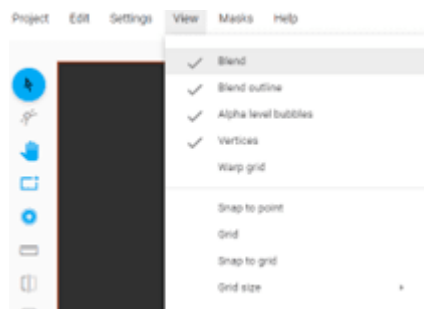 Project Edit Settings View Masks Help
Blend
Blend outline
Alpha level bubbles
Vertices
Warp grid
Snap to point
Grid
Snap to grid
Grid size